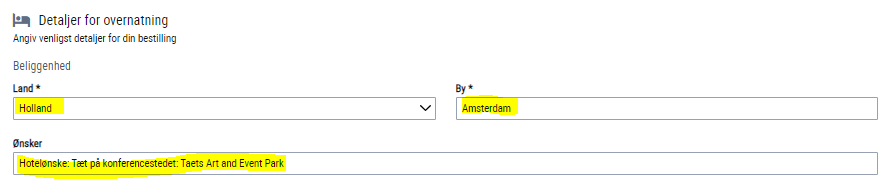 Detaljer for overnatning
Angiv venligst detaljer for din bestilling
Beliggenhed
Land *
By *
Holland
Amsterdam
Ønsker
Hotelønske: Tæt på konferencestedet: Taets Art and Event Park